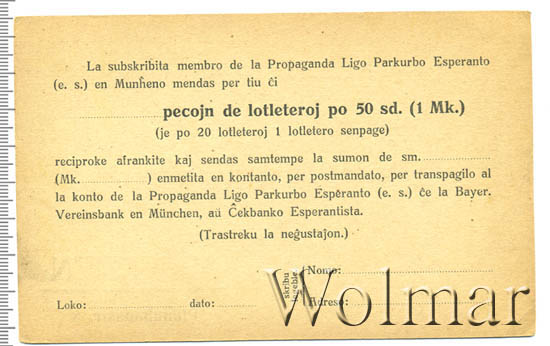 La subskribita membro de la Propaganda Ligo Parkurbo Esperanto
(e. s.) en Munĥeno mendas per tiu ĉi
........................ pecojn de lotleteroj po 50 sd. (1 Mk.)
(je po 20 lotleteroj 1 lotletero senpage)
reciproke afrankite kaj sendas samtempe la sumon de sm. ........................
(Mk. ........................) enmetita en kontanto, per postmandato, per transpagilo al
la konto de la Propaganda Ligo Parkurbo Esperanto (e. s.) ĉe la Bayer.
Vereinsbank en München, aŭ Ĉekbanko Esperantista.
(Trastreku la neĝustaĵon.)
Loko: ........................ dato: ........................
skribu legeble
Nomo: ........................
Adreso: ........................
Wolmar